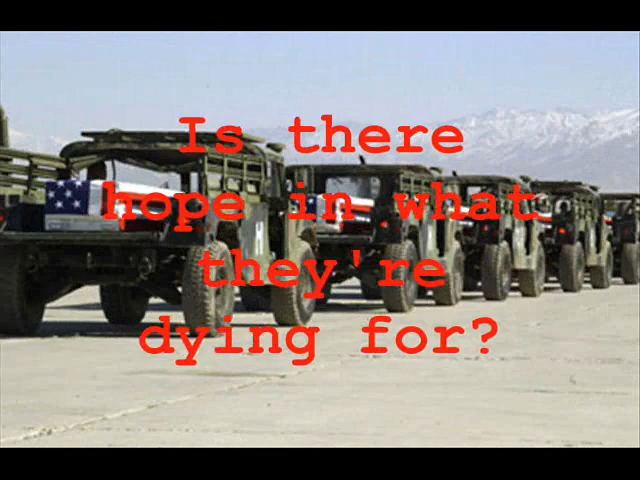 Is there
hope in what
they're
dying for?
H